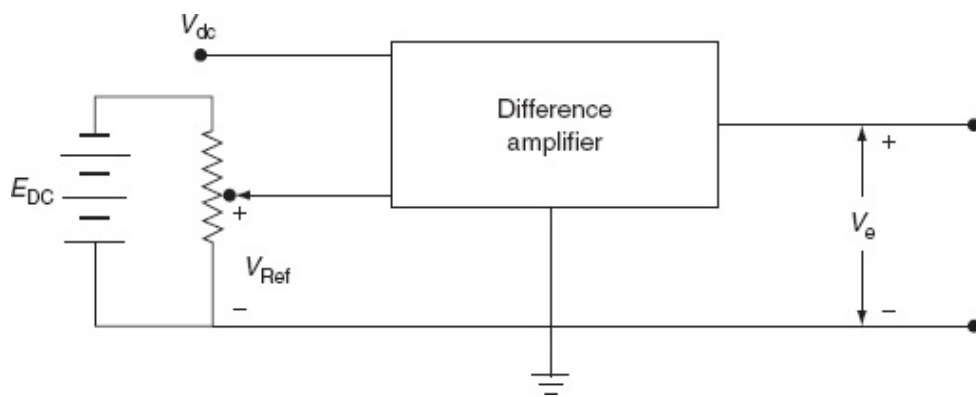 V_dc
Difference
amplifier
+
E_DC
+
V_e
V_Ref
–
–